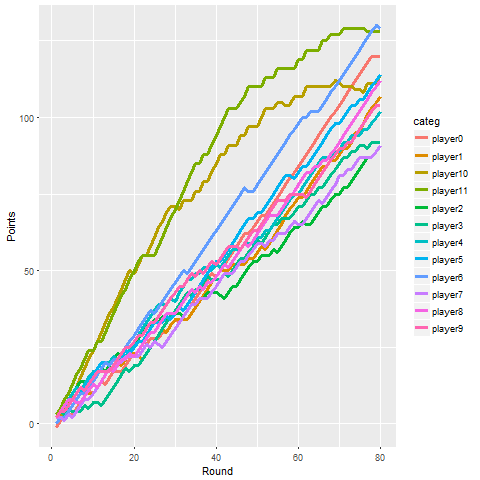 100
50
0
0
20
40
60
80
Round
Points
categ
player0
player1
player10
player11
player2
player3
player4
player5
player6
player7
player8
player9